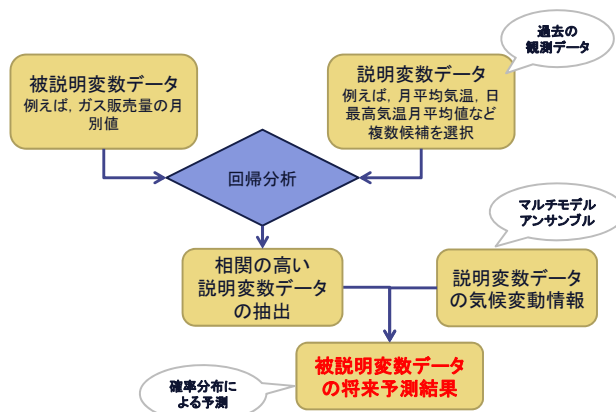 過去の
観測データ
被説明変数データ
例えば，ガス販売量の月
別値
説明変数データ
例えば，月平均気温，日
最高気温月平均値など
複数候補を選択
回帰分析
マルチモデル
アンサンブル
相関の高い
説明変数データ
の抽出
説明変数データ
の気候変動情報
被説明変数データ
の将来予測結果
確率分布に
よる予測